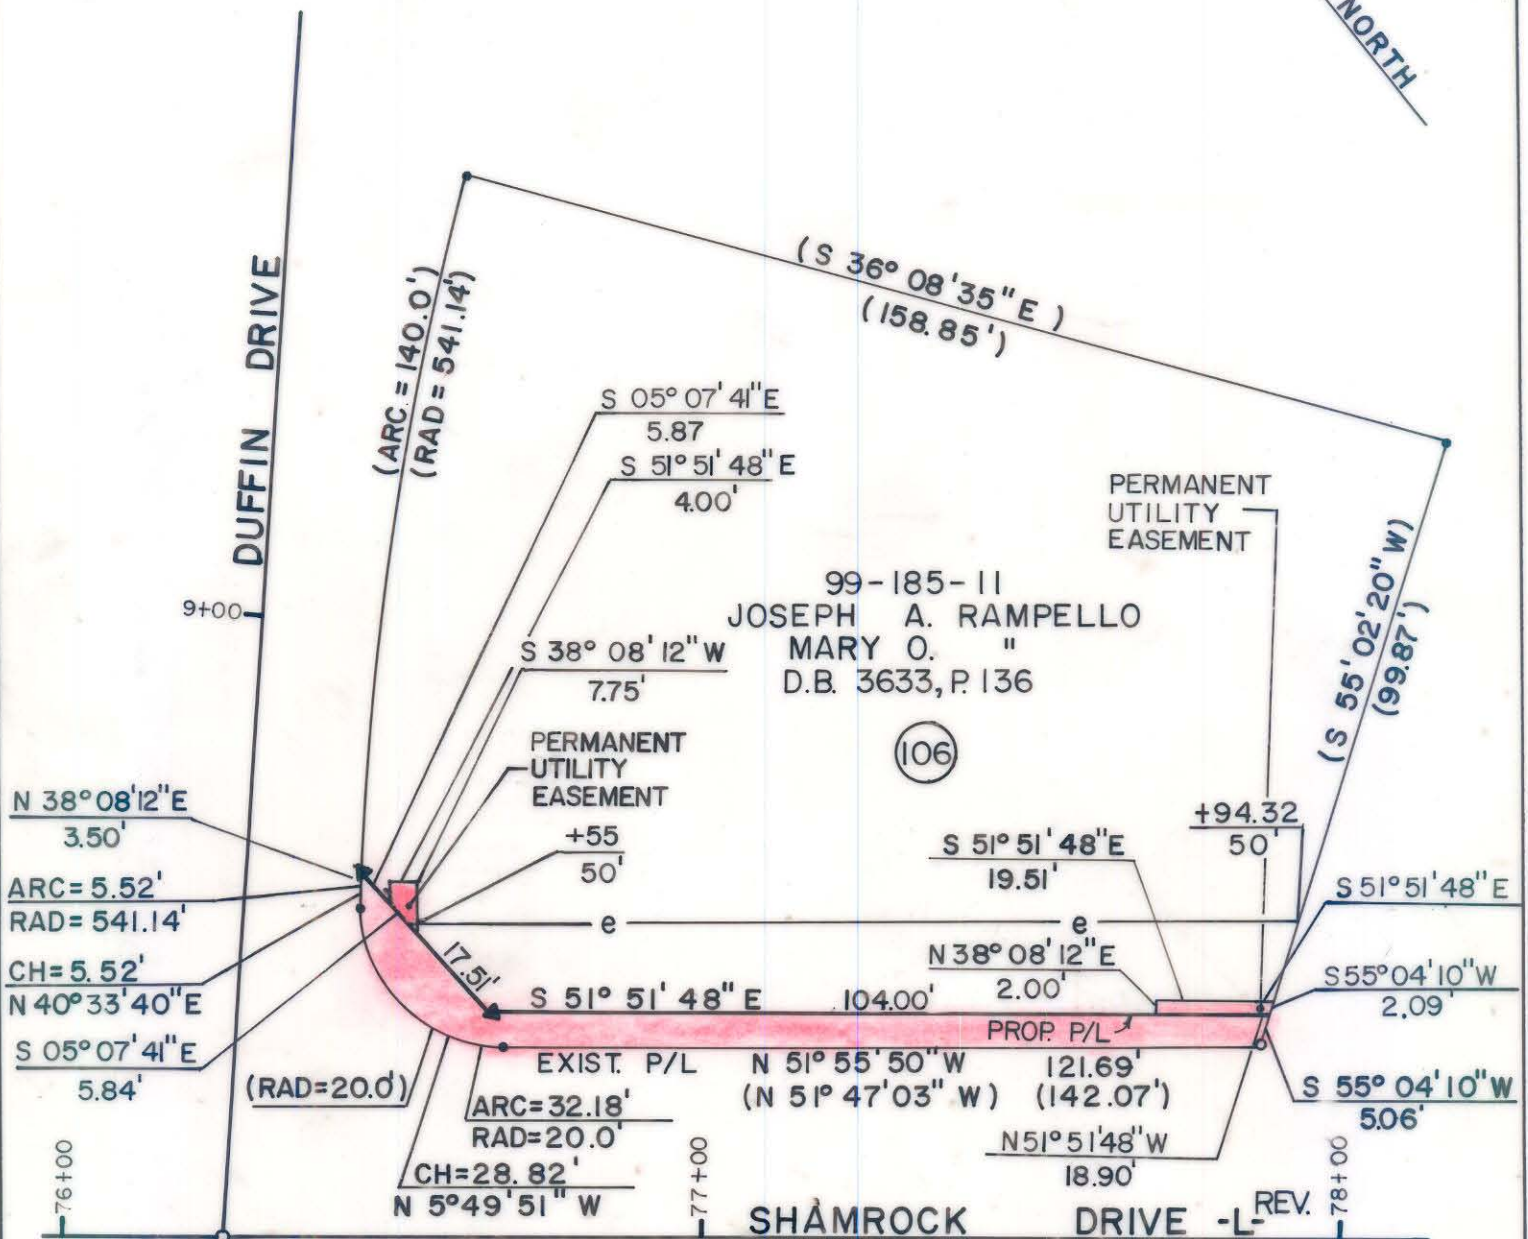 NORTH
DUFFIN DRIVE
(S 36° 08' 35" E )
(158.85')
(ARC = 140.0')
(RAD = 541.14')
S 05° 07' 41" E
5.87
S 51° 51' 48" E
4.00'
PERMANENT
UTILITY
EASEMENT
(S 55° 02' 20" W)
(99.87')
99-185-11
JOSEPH A. RAMPELLO
MARY O. "
D.B. 3633, P. 136
106
9+00
S 38° 08' 12" W
7.75'
PERMANENT
UTILITY
EASEMENT
N 38° 08' 12" E
3.50'
+55
50'
+94.32
50'
S 51° 51' 48" E
19.51'
ARC = 5.52'
RAD = 541.14'
S 51° 51' 48" E
e e
CH = 5.52'
N 40° 33' 40" E
17.51'
N 38° 08' 12" E
2.00'
S 55° 04' 10" W
2.09'
S 51° 51' 48" E 104.00'
PROP. P/L
S 05° 07' 41" E
5.84'
EXIST. P/L N 51° 55' 50" W 121.69'
(N 51° 47' 03" W) (142.07')
(RAD = 20.0')
ARC = 32.18'
RAD = 20.0'
S 55° 04' 10" W
5.06'
N 51° 51' 48" W
18.90'
CH = 28.82'
N 5° 49' 51" W
76+00
77+00
78+00
SHAMROCK DRIVE -L- REV.